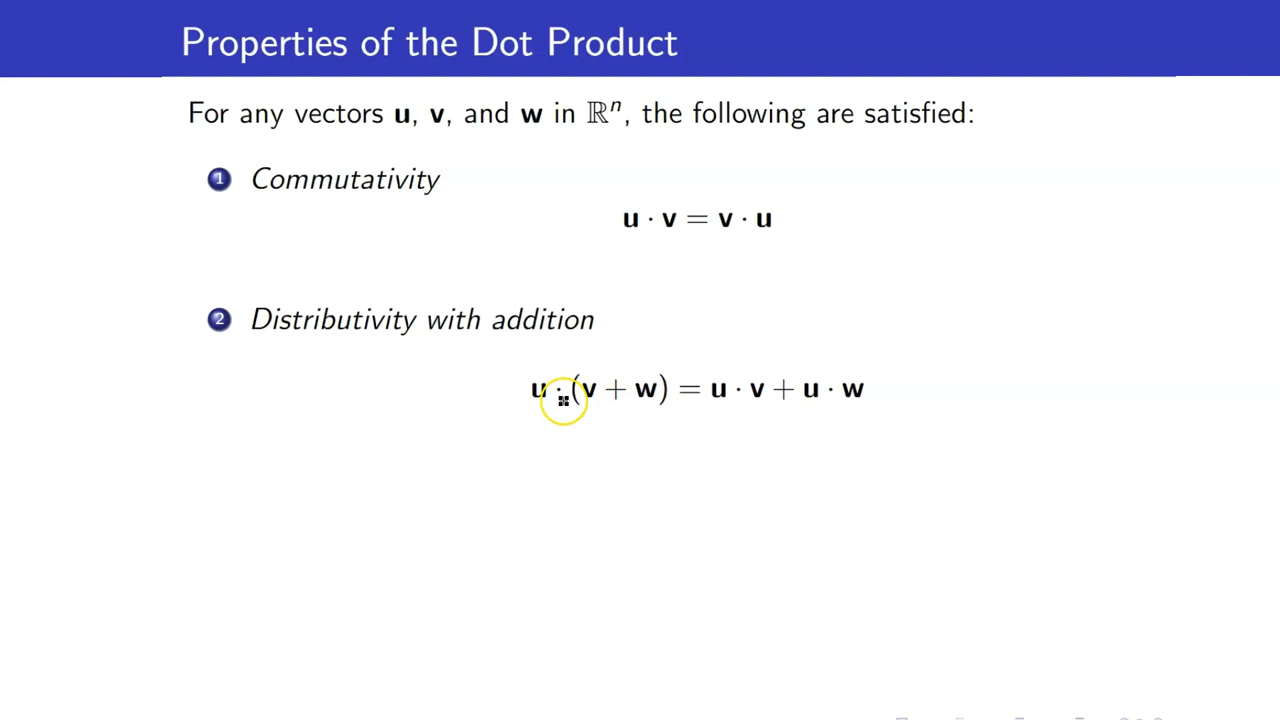 Properties of the Dot Product
For any vectors u, v, and w in ℝⁿ, the following are satisfied:
1 Commutativity
u · v = v · u
2 Distributivity with addition
u · (v + w) = u · v + u · w